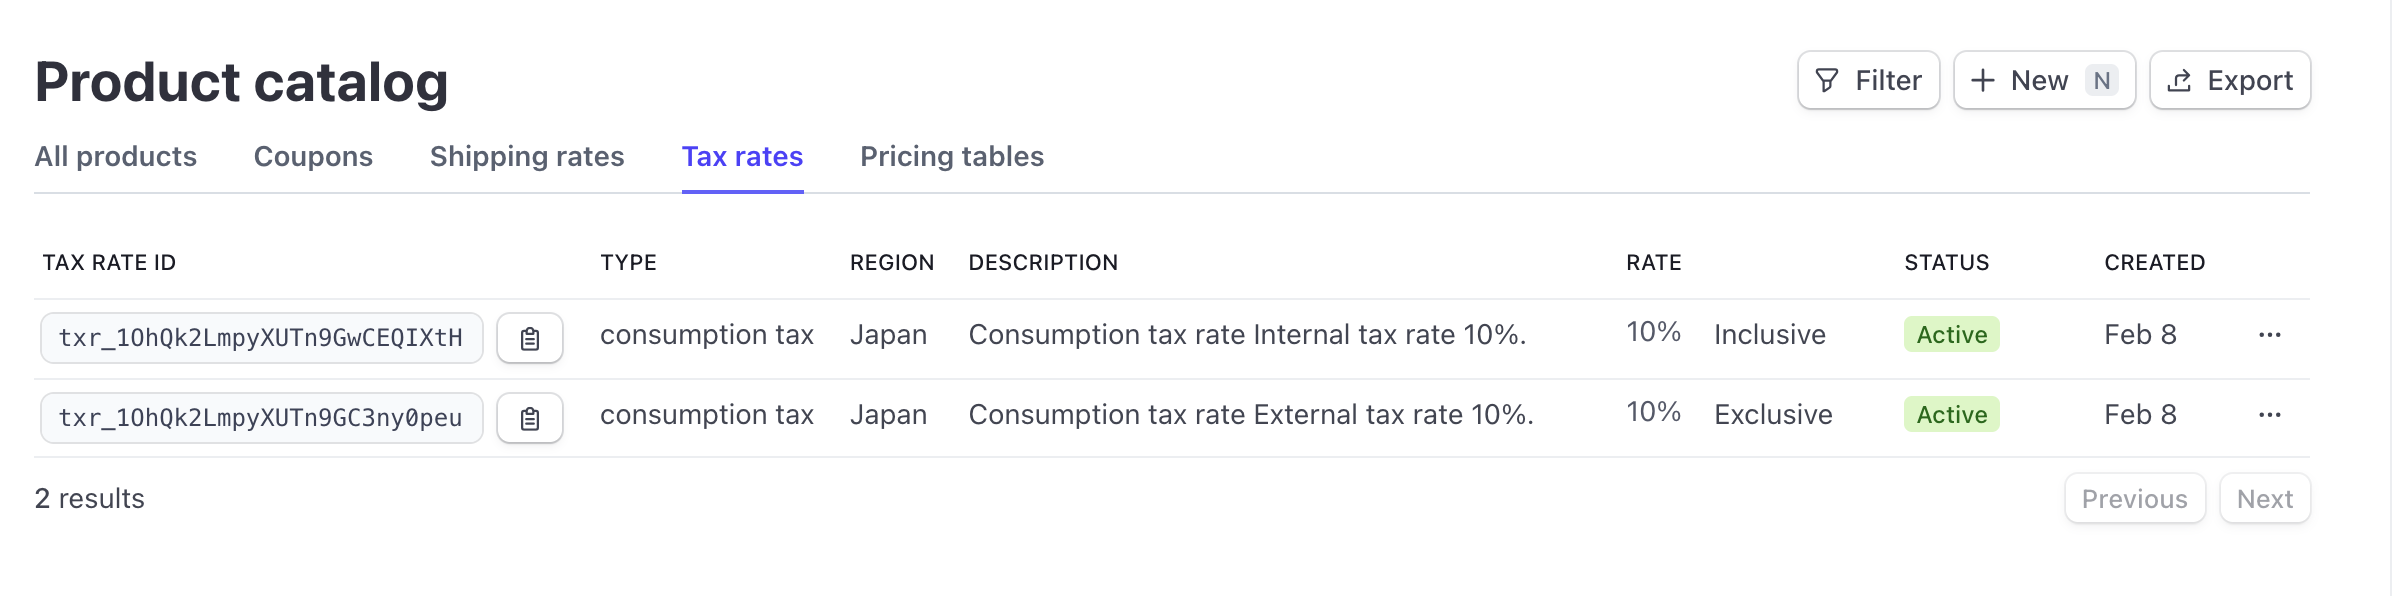 Product catalog
Filter
New N
Export
All products Coupons Shipping rates Tax rates Pricing tables
TAX RATE ID TYPE REGION DESCRIPTION RATE STATUS CREATED
txr_1OhQk2LmpyXUTn9GwCEQIXtH consumption tax Japan Consumption tax rate Internal tax rate 10%. 10% Inclusive Active Feb 8
txr_1OhQk2LmpyXUTn9GC3ny0peu consumption tax Japan Consumption tax rate External tax rate 10%. 10% Exclusive Active Feb 8
2 results
Previous Next